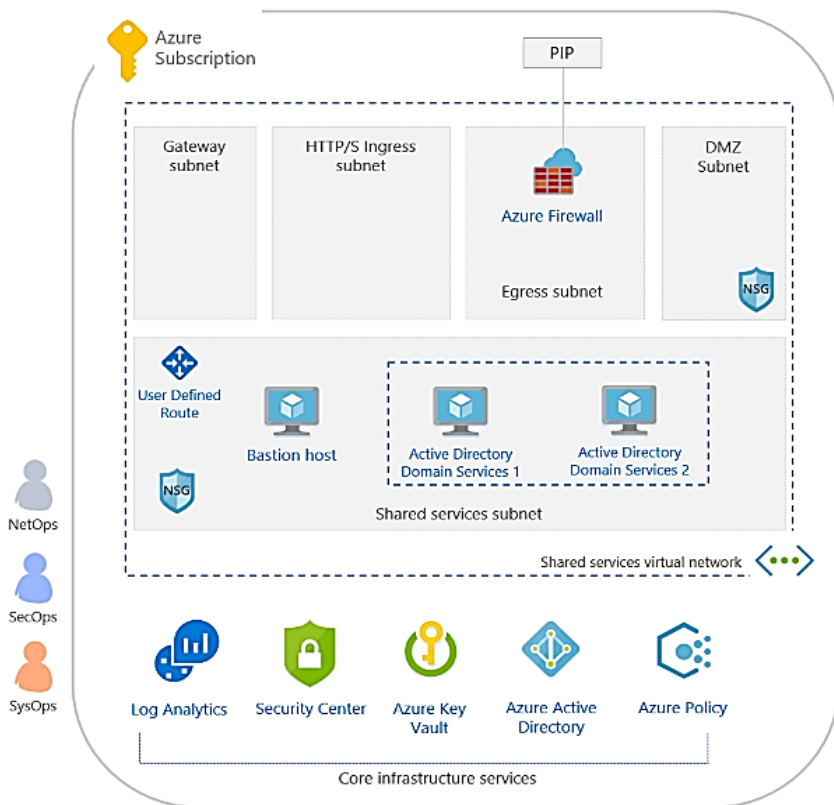 Azure
Subscription
PIP
Gateway
subnet
HTTP/S Ingress
subnet
DMZ
Subnet
Azure Firewall
Egress subnet
NSG
User Defined
Route
Bastion host
Active Directory
Domain Services 1
Active Directory
Domain Services 2
NSG
Shared services subnet
Shared services virtual network
NetOps
SecOps
SysOps
Log Analytics
Security Center
Azure Key
Vault
Azure Active
Directory
Azure Policy
Core infrastructure services